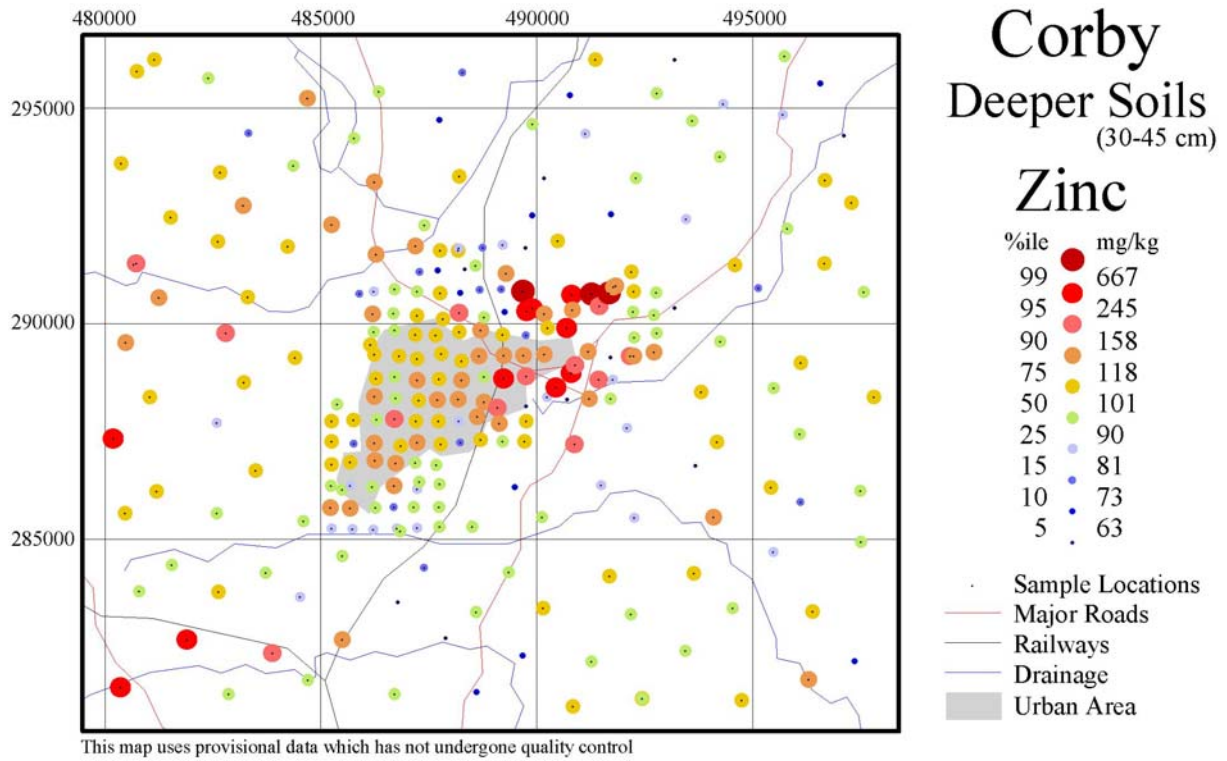 480000 485000 490000 495000
295000
290000
285000
Corby
Deeper Soils
(30-45 cm)
Zinc
%ile mg/kg
99 667
95 245
90 158
75 118
50 101
25 90
15 81
10 73
5 63
Sample Locations
Major Roads
Railways
Drainage
Urban Area
This map uses provisional data which has not undergone quality control